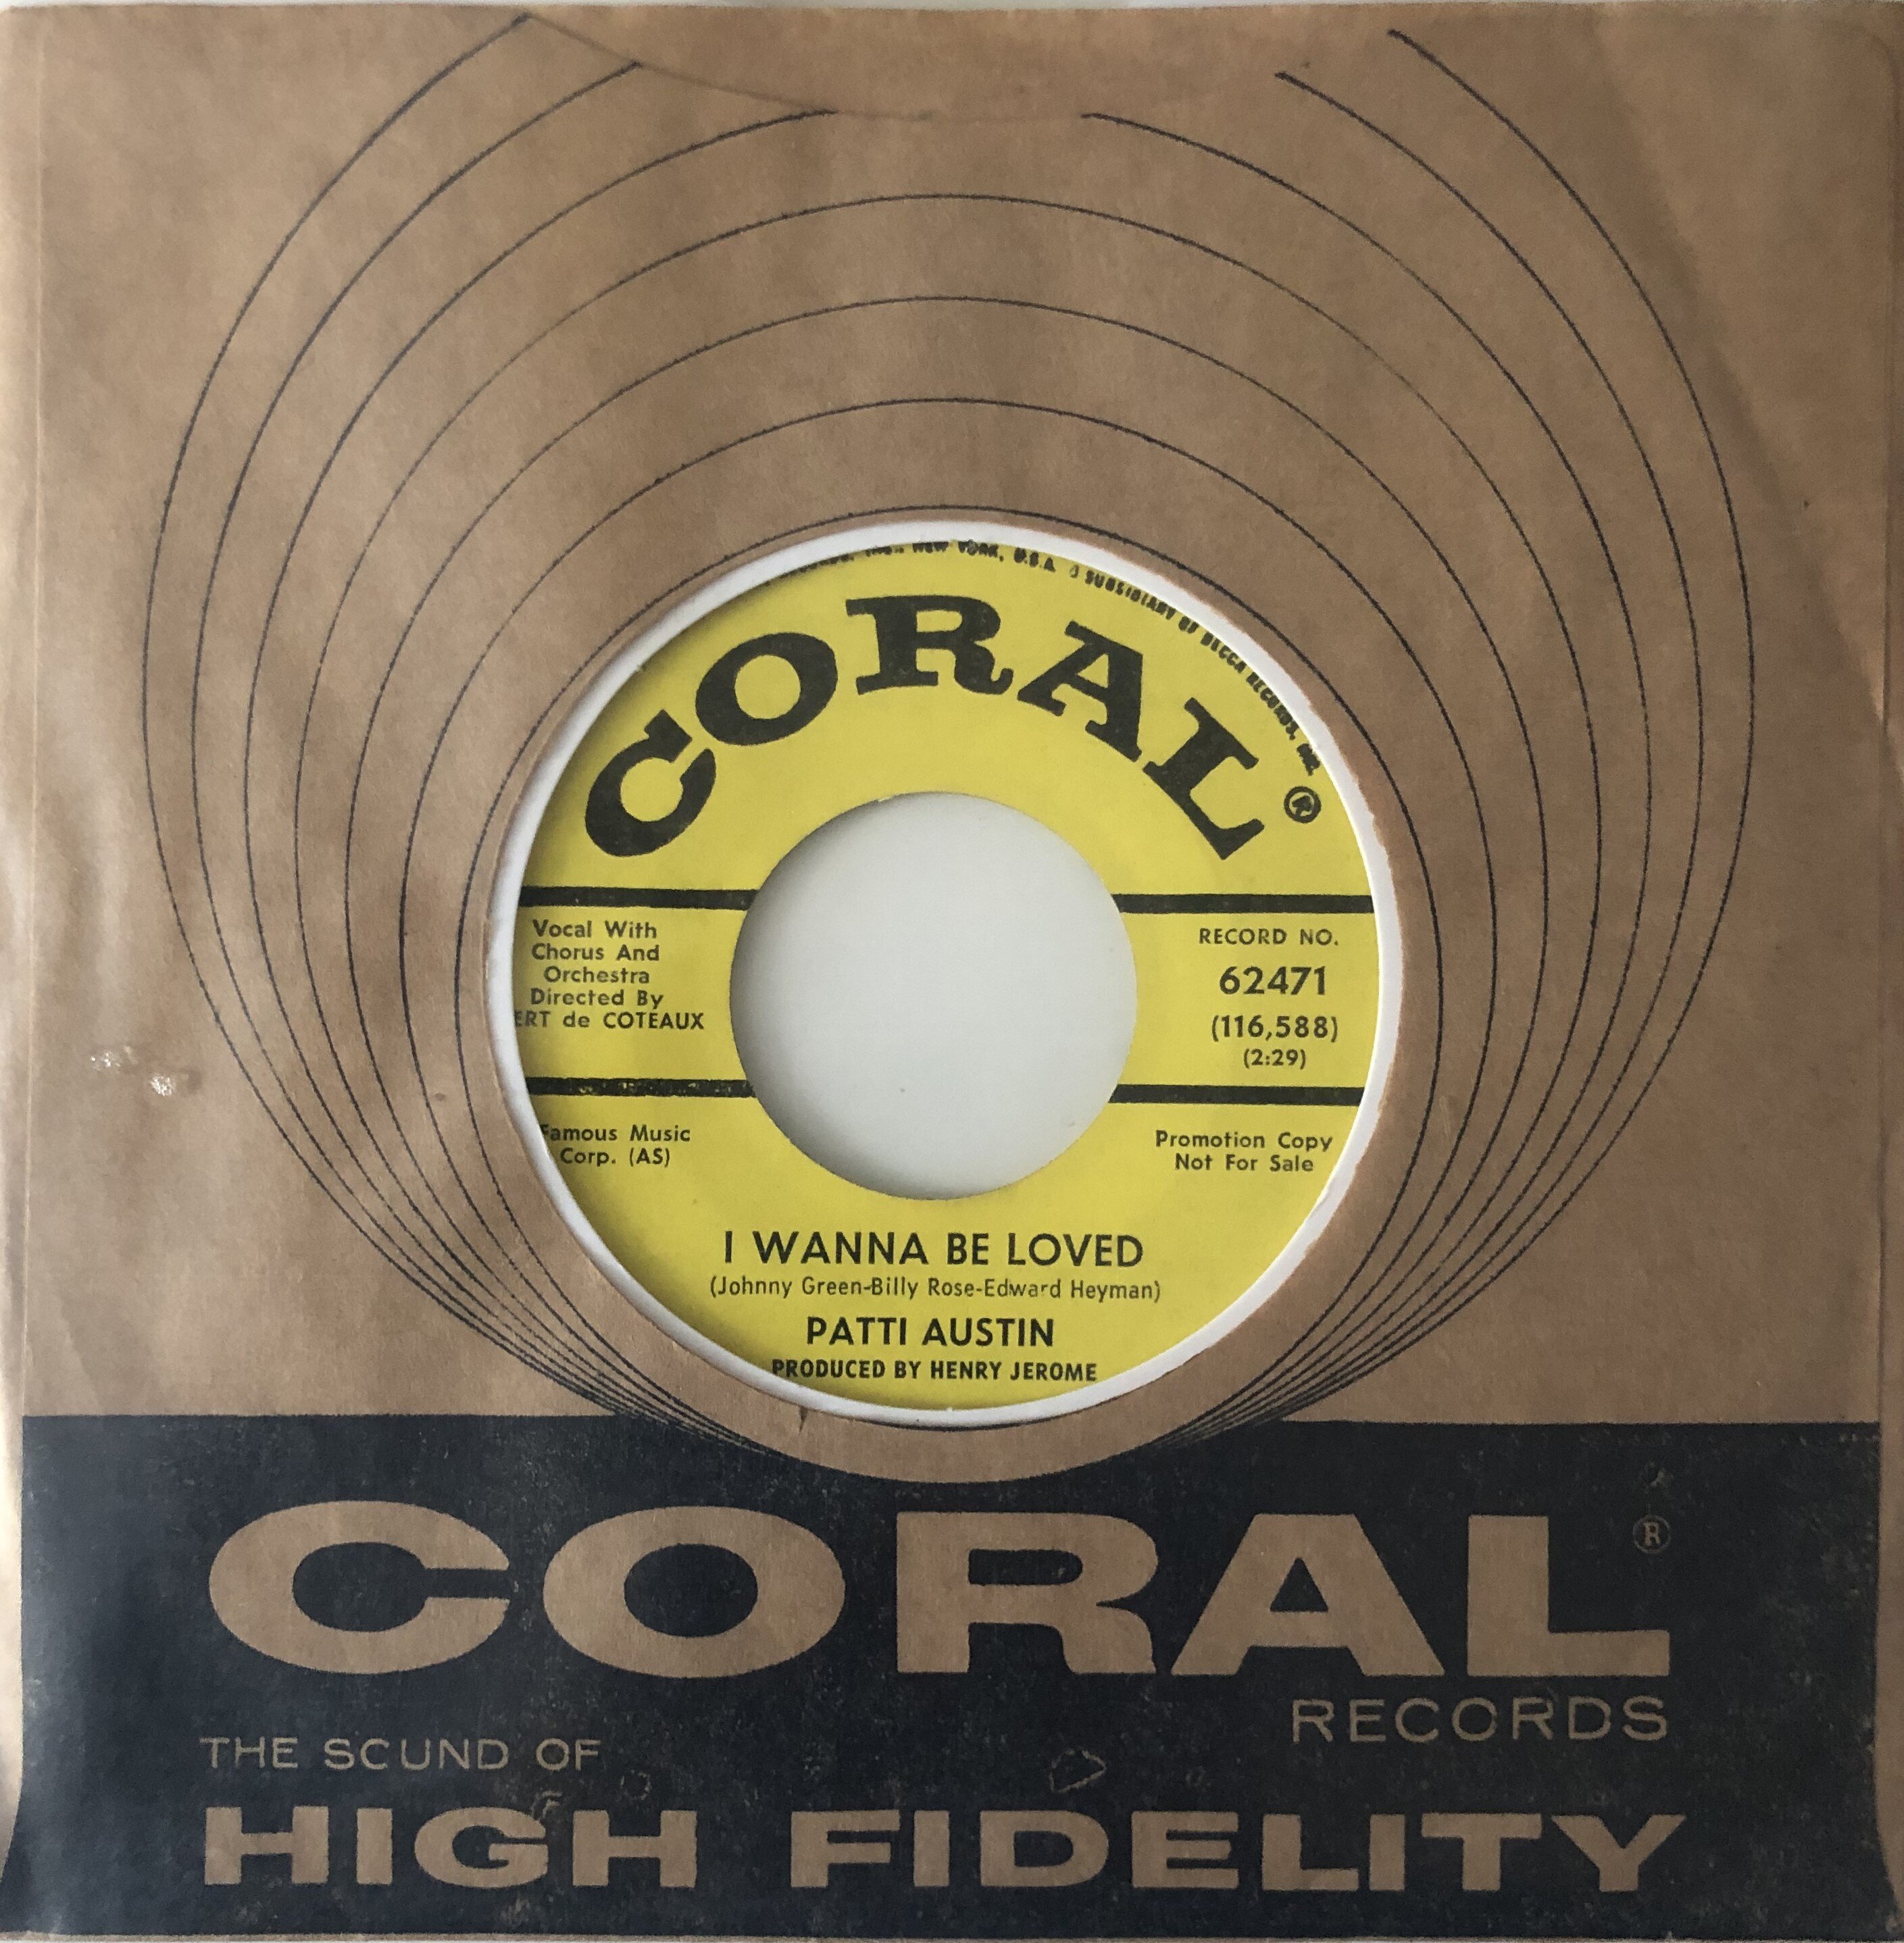 NEW YORK, U.S.A. A SUBSIDIARY OF DECCA RECORDS, INC.
CORAL
Vocal With
Chorus And
Orchestra
Directed By
ERT de COTEAUX
RECORD NO.
62471
(116,588)
(2:29)
Famous Music
Corp. (AS)
Promotion Copy
Not For Sale
I WANNA BE LOVED
(Johnny Green-Billy Rose-Edward Heyman)
PATTI AUSTIN
PRODUCED BY HENRY JEROME
CORAL ®
RECORDS
THE SOUND OF
HIGH FIDELITY